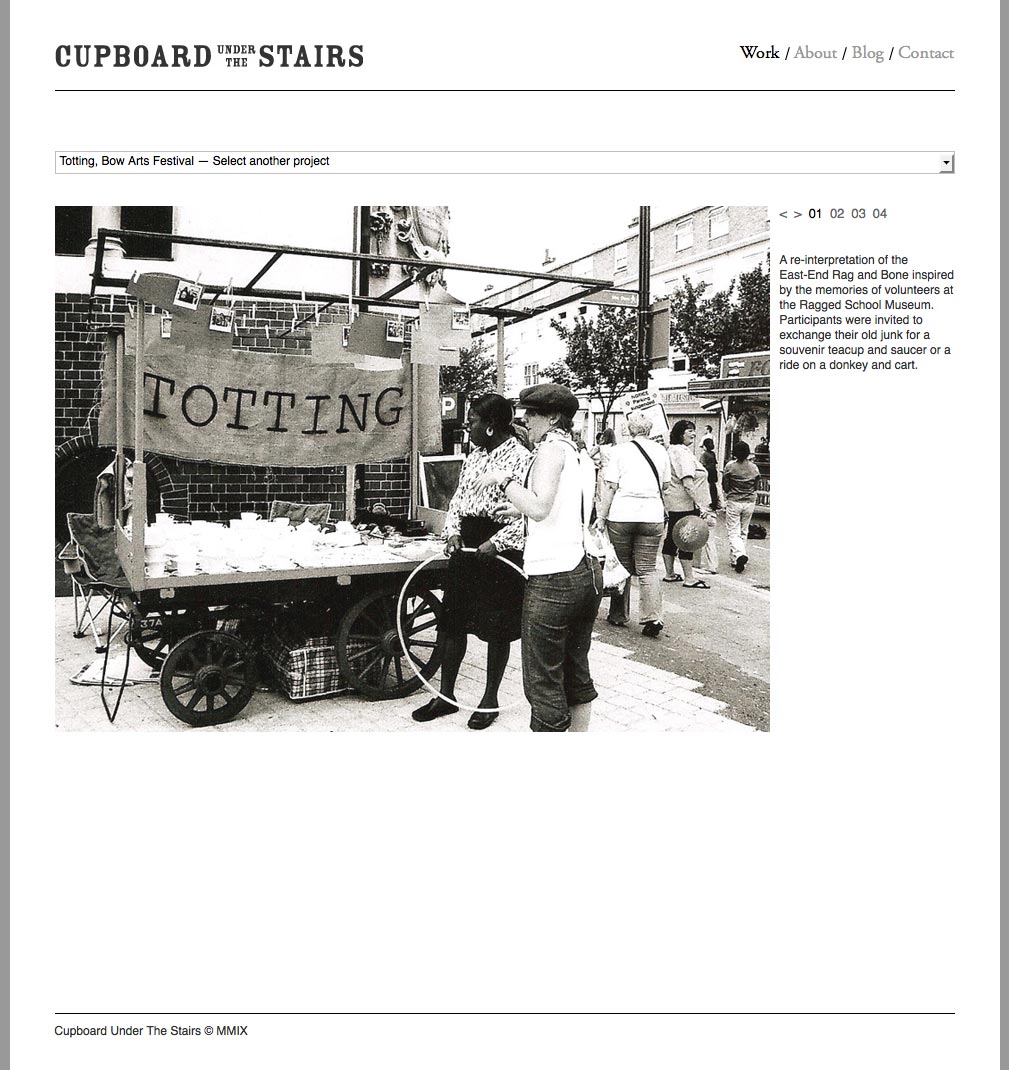 CUPBOARD UNDER THE STAIRS
Work / About / Blog / Contact
Totting, Bow Arts Festival — Select another project
< > 01 02 03 04
A re-interpretation of the
East-End Rag and Bone inspired
by the memories of volunteers at
the Ragged School Museum.
Participants were invited to
exchange their old junk for a
souvenir teacup and saucer or a
ride on a donkey and cart.
TOTTING
P
NOTICE
Parking
37A
Cupboard Under The Stairs © MMIX